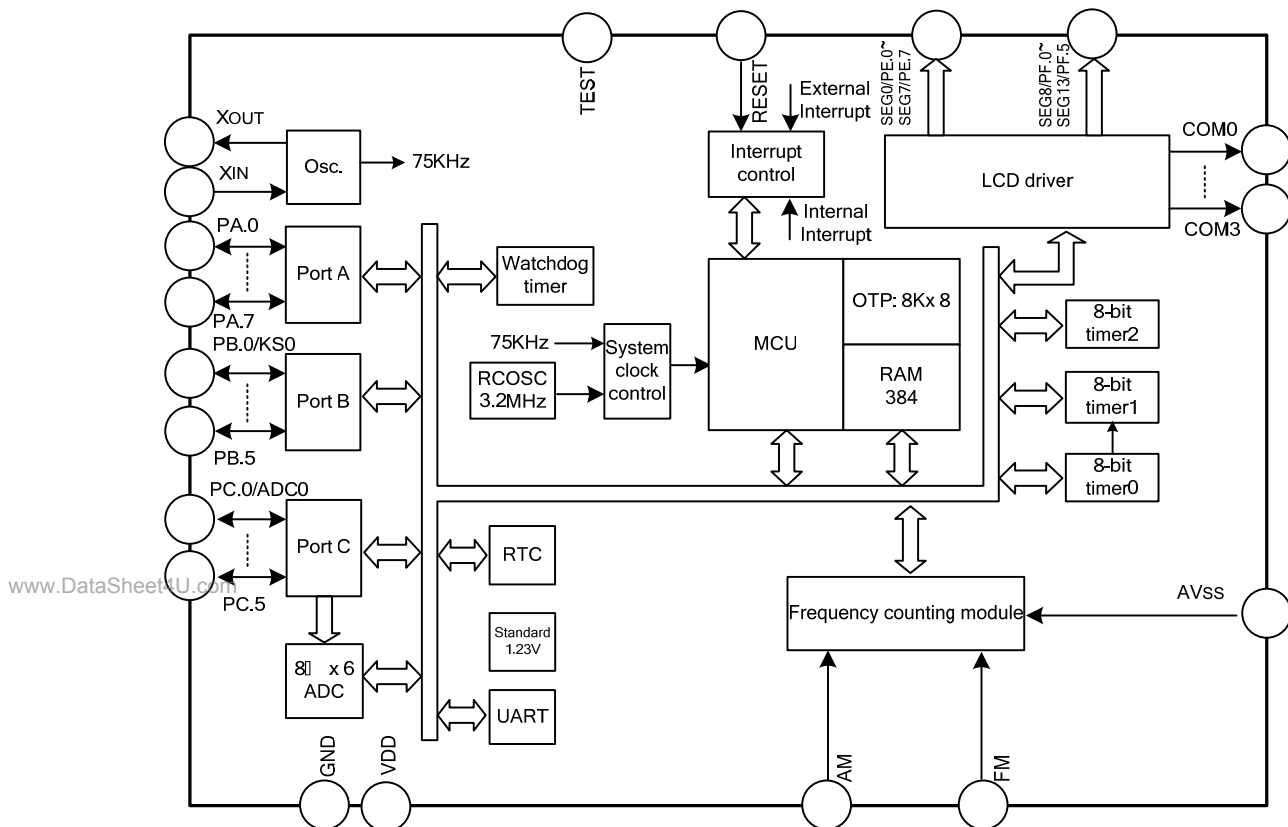 TEST
RESET
External
Interrupt
SEG0/PE.0~
SEG7/PE.7
SEG8/PF.0~
SEG13/PF.5
XOUT
XIN
Osc.
75KHz
Interrupt
control
Internal
Interrupt
LCD driver
COM0
COM3
PA.0
PA.7
Port A
Watchdog
timer
MCU
OTP: 8Kx 8
RAM
384
8-bit
timer2
75KHz
RCOSC
3.2MHz
System
clock
control
PB.0/KS0
PB.5
Port B
8-bit
timer1
8-bit
timer0
PC.0/ADC0
PC.5
Port C
RTC
www.DataSheet4U.com
Frequency counting module
AVSS
Standard
1.23V
8 x 6
ADC
UART
GND
VDD
AM
FM